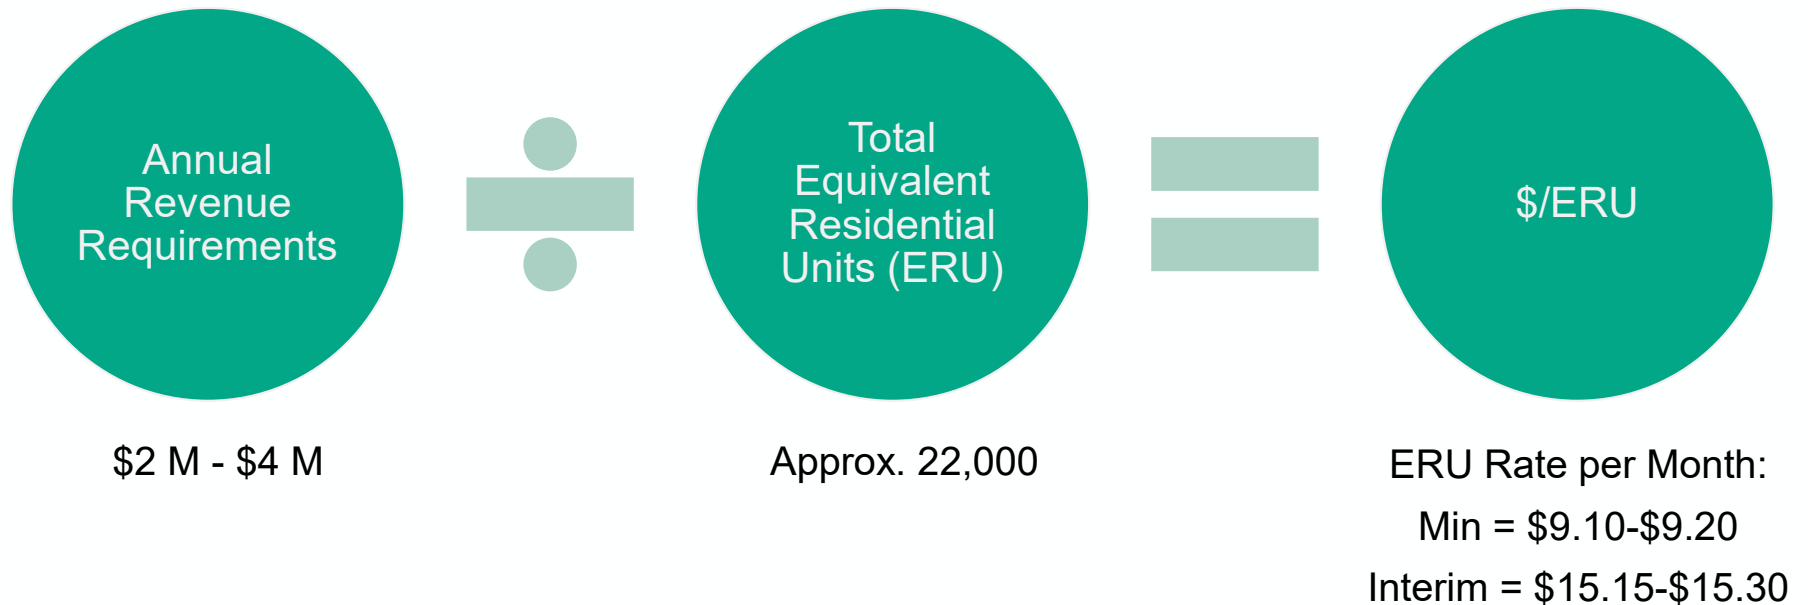 Annual
Revenue
Requirements
Total
Equivalent
Residential
Units (ERU)
$/ERU
$2 M - $4 M
Approx. 22,000
ERU Rate per Month:
Min = $9.10-$9.20
Interim = $15.15-$15.30